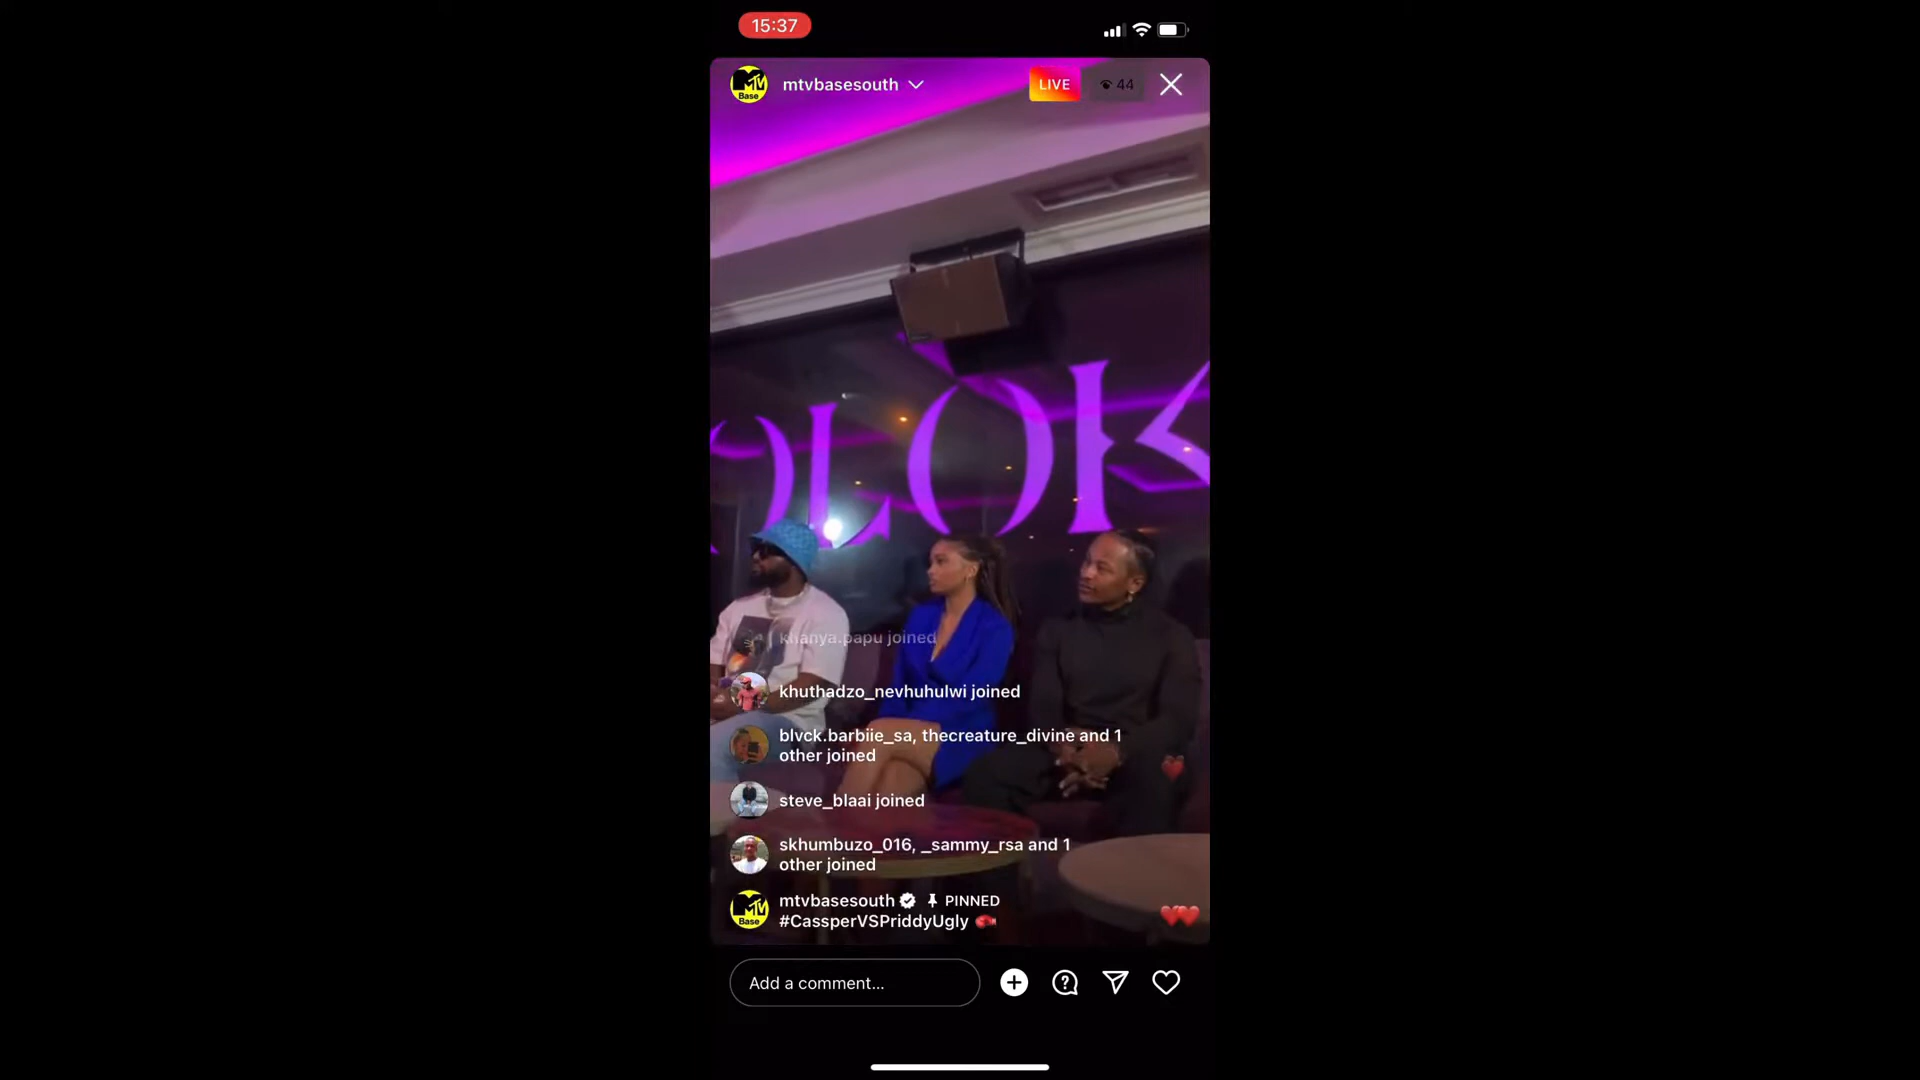 15:37
mtvbasesouth
LIVE
44
OLOK
khanya.papu joined
khuthadzo_nevhuhulwi joined
blvck.barbiie_sa, thecreature_divine and 1
other joined
steve_blaai joined
skhumbuzo_016, _sammy_rsa and 1
other joined
mtvbasesouth PINNED
#CassperVSPriddyUgly
Add a comment...